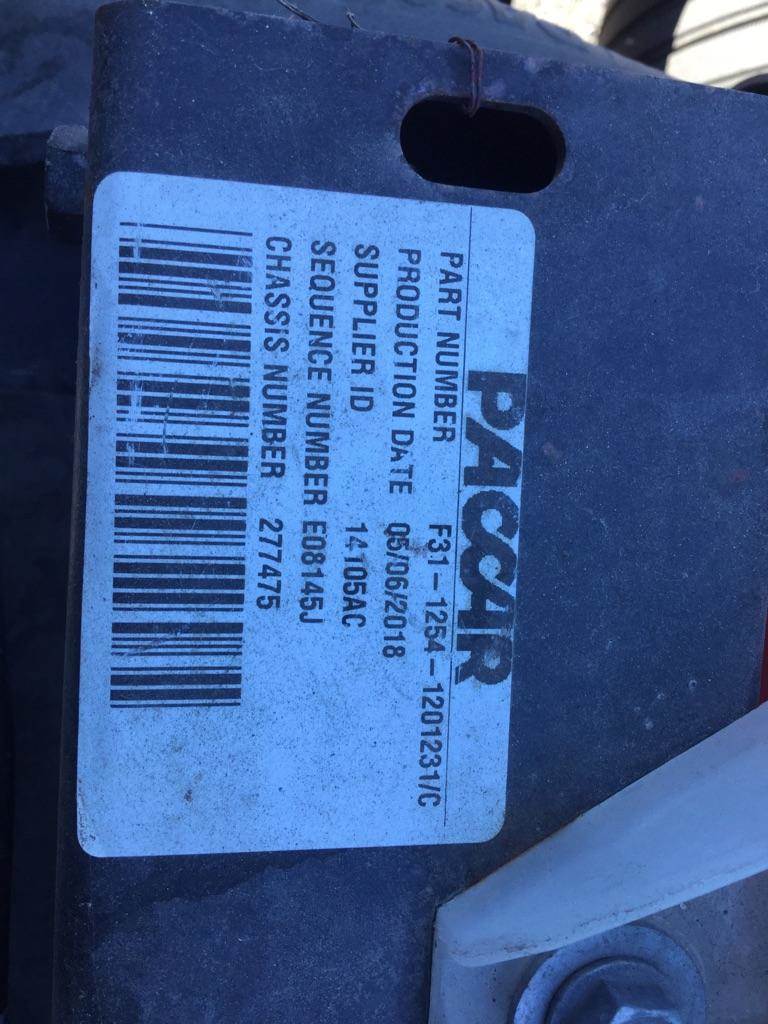 PACCAR
PART NUMBER F31-1254-1201231/C
PRODUCTION DATE 05/06/2018
SUPPLIER ID 14105AC
SEQUENCE NUMBER E08145J
CHASSIS NUMBER 277475